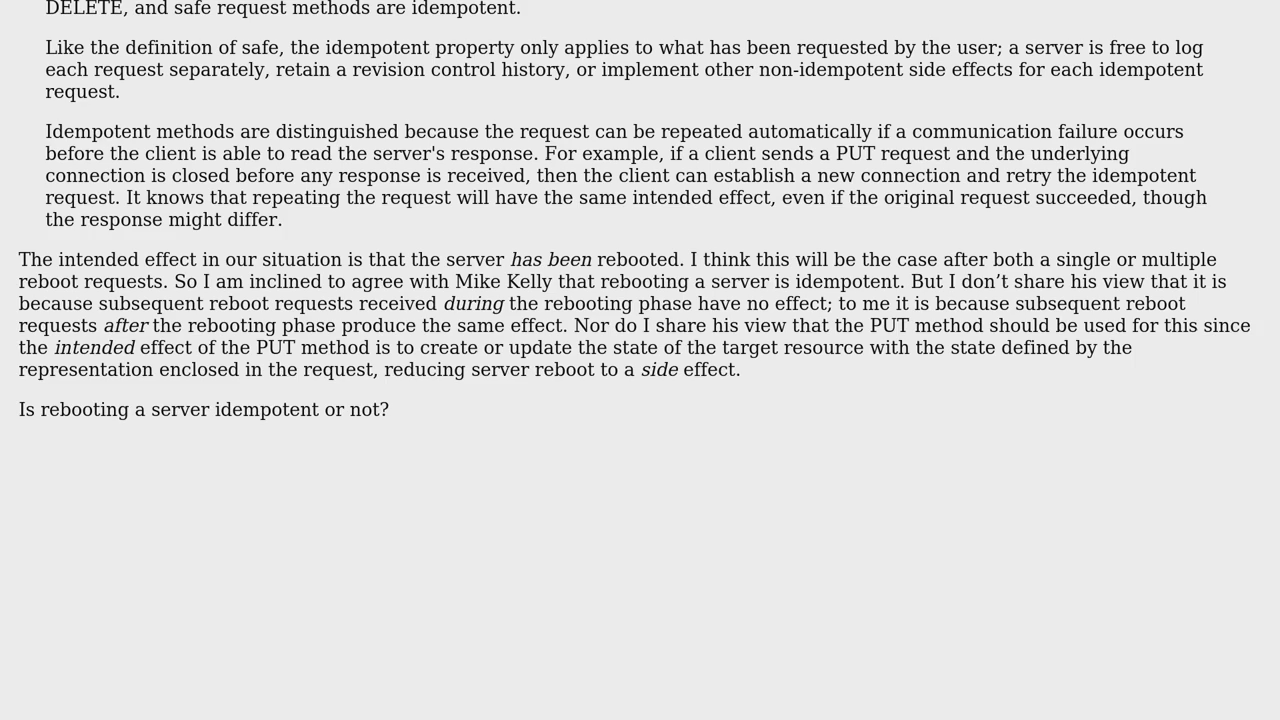 DELETE, and safe request methods are idempotent.
Like the definition of safe, the idempotent property only applies to what has been requested by the user; a server is free to log
each request separately, retain a revision control history, or implement other non-idempotent side effects for each idempotent
request.
Idempotent methods are distinguished because the request can be repeated automatically if a communication failure occurs
before the client is able to read the server's response. For example, if a client sends a PUT request and the underlying
connection is closed before any response is received, then the client can establish a new connection and retry the idempotent
request. It knows that repeating the request will have the same intended effect, even if the original request succeeded, though
the response might differ.
The intended effect in our situation is that the server has been rebooted. I think this will be the case after both a single or multiple
reboot requests. So I am inclined to agree with Mike Kelly that rebooting a server is idempotent. But I don’t share his view that it is
because subsequent reboot requests received during the rebooting phase have no effect; to me it is because subsequent reboot
requests after the rebooting phase produce the same effect. Nor do I share his view that the PUT method should be used for this since
the intended effect of the PUT method is to create or update the state of the target resource with the state defined by the
representation enclosed in the request, reducing server reboot to a side effect.
Is rebooting a server idempotent or not?